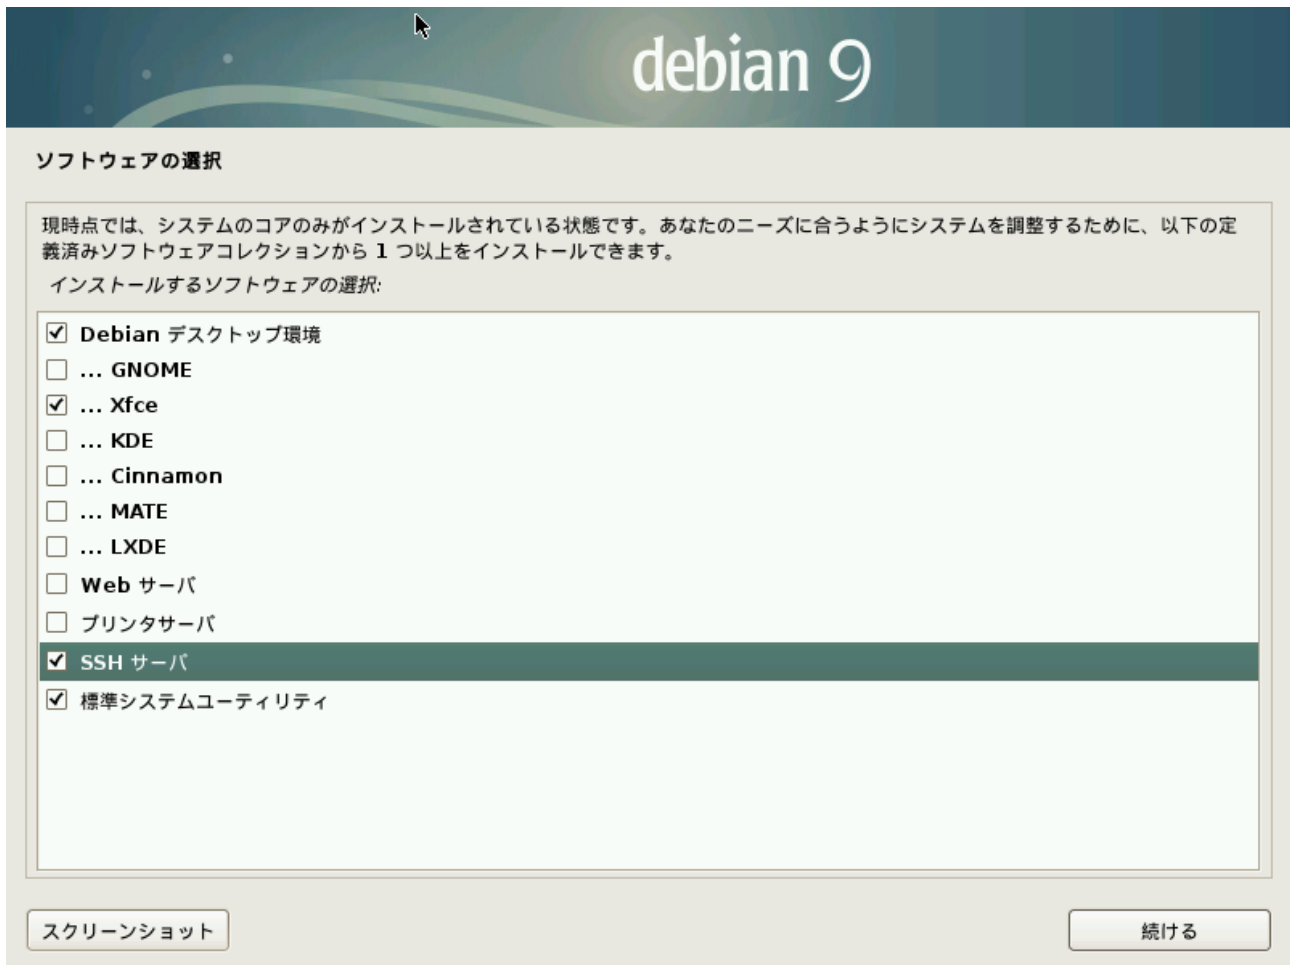 debian 9
ソフトウェアの選択
現時点では、システムのコアのみがインストールされている状態です。あなたのニーズに合うようにシステムを調整するために、以下の定
義済みソフトウェアコレクションから 1 つ以上をインストールできます。
インストールするソフトウェアの選択:
Debian デスクトップ環境
... GNOME
... Xfce
... KDE
... Cinnamon
... MATE
... LXDE
Web サーバ
プリンタサーバ
SSH サーバ
標準システムユーティリティ
スクリーンショット
続ける